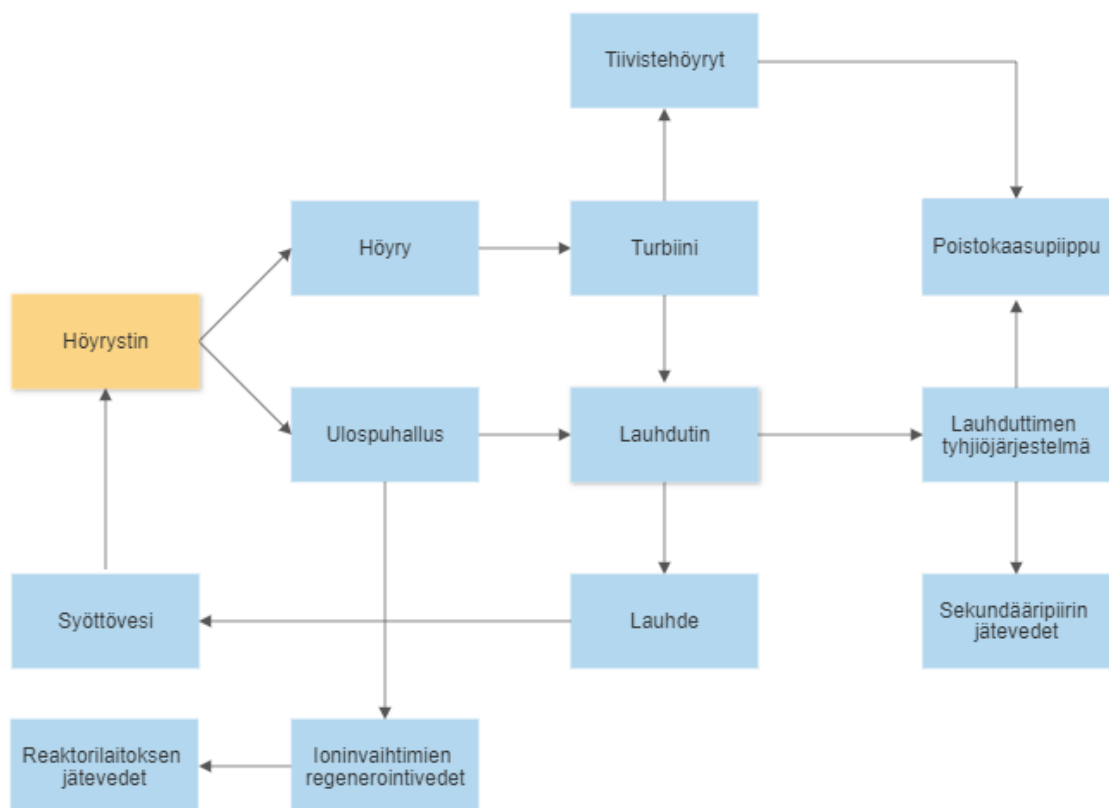 Tiivistehöyryt
Höyry
Turbiini
Poistokaasupiippu
Höyrystin
Ulospuhallus
Lauhdutin
Lauhduttimen
tyhjiöjärjestelmä
Syöttövesi
Lauhde
Sekundääripiirin
jätevedet
Reaktorilaitoksen
jätevedet
Ioninvaihtimien
regenerointivedet